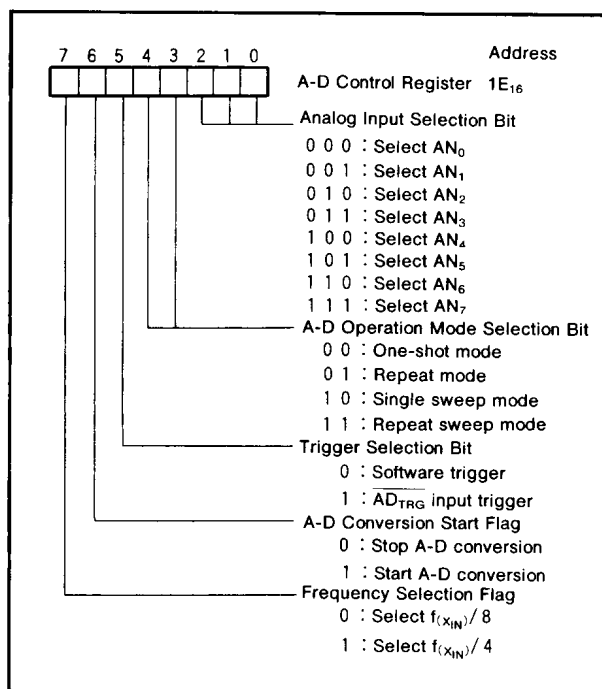 Address
7 6 5 4 3 2 1 0
A-D Control Register 1E₁₆
Analog Input Selection Bit
0 0 0 : Select AN₀
0 0 1 : Select AN₁
0 1 0 : Select AN₂
0 1 1 : Select AN₃
1 0 0 : Select AN₄
1 0 1 : Select AN₅
1 1 0 : Select AN₆
1 1 1 : Select AN₇
A-D Operation Mode Selection Bit
0 0 : One-shot mode
0 1 : Repeat mode
1 0 : Single sweep mode
1 1 : Repeat sweep mode
Trigger Selection Bit
0 : Software trigger
1 : A̅D̅T̅R̅G̅ input trigger
A-D Conversion Start Flag
0 : Stop A-D conversion
1 : Start A-D conversion
Frequency Selection Flag
0 : Select f(XIN)/8
1 : Select f(XIN)/4